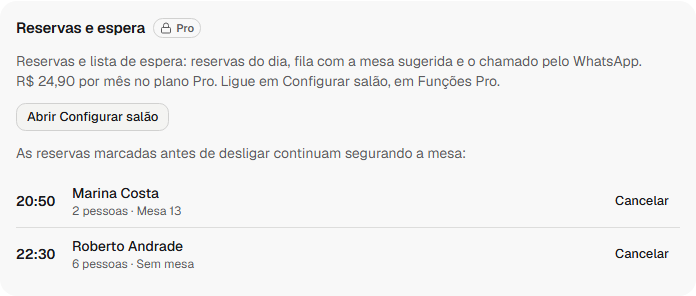 Reservas e espera Pro
Reservas e lista de espera: reservas do dia, fila com a mesa sugerida e o chamado pelo WhatsApp.
R$ 24,90 por mês no plano Pro. Ligue em Configurar salão, em Funções Pro.
Abrir Configurar salão
As reservas marcadas antes de desligar continuam segurando a mesa:
20:50 Marina Costa Cancelar
2 pessoas · Mesa 13
22:30 Roberto Andrade Cancelar
6 pessoas · Sem mesa